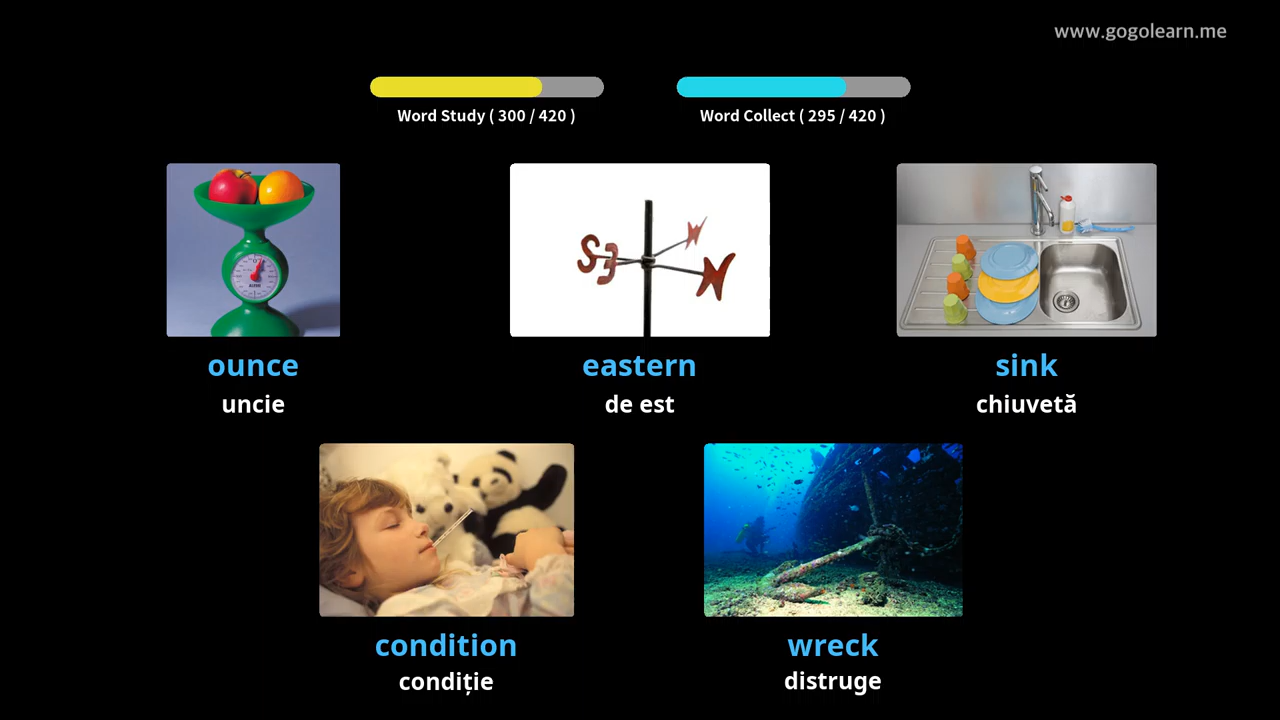 www.gogolearn.me
Word Study ( 300 / 420 )
Word Collect ( 295 / 420 )
S E N N
ounce
eastern
sink
uncie
de est
chiuvetă
condition
wreck
condiție
distruge